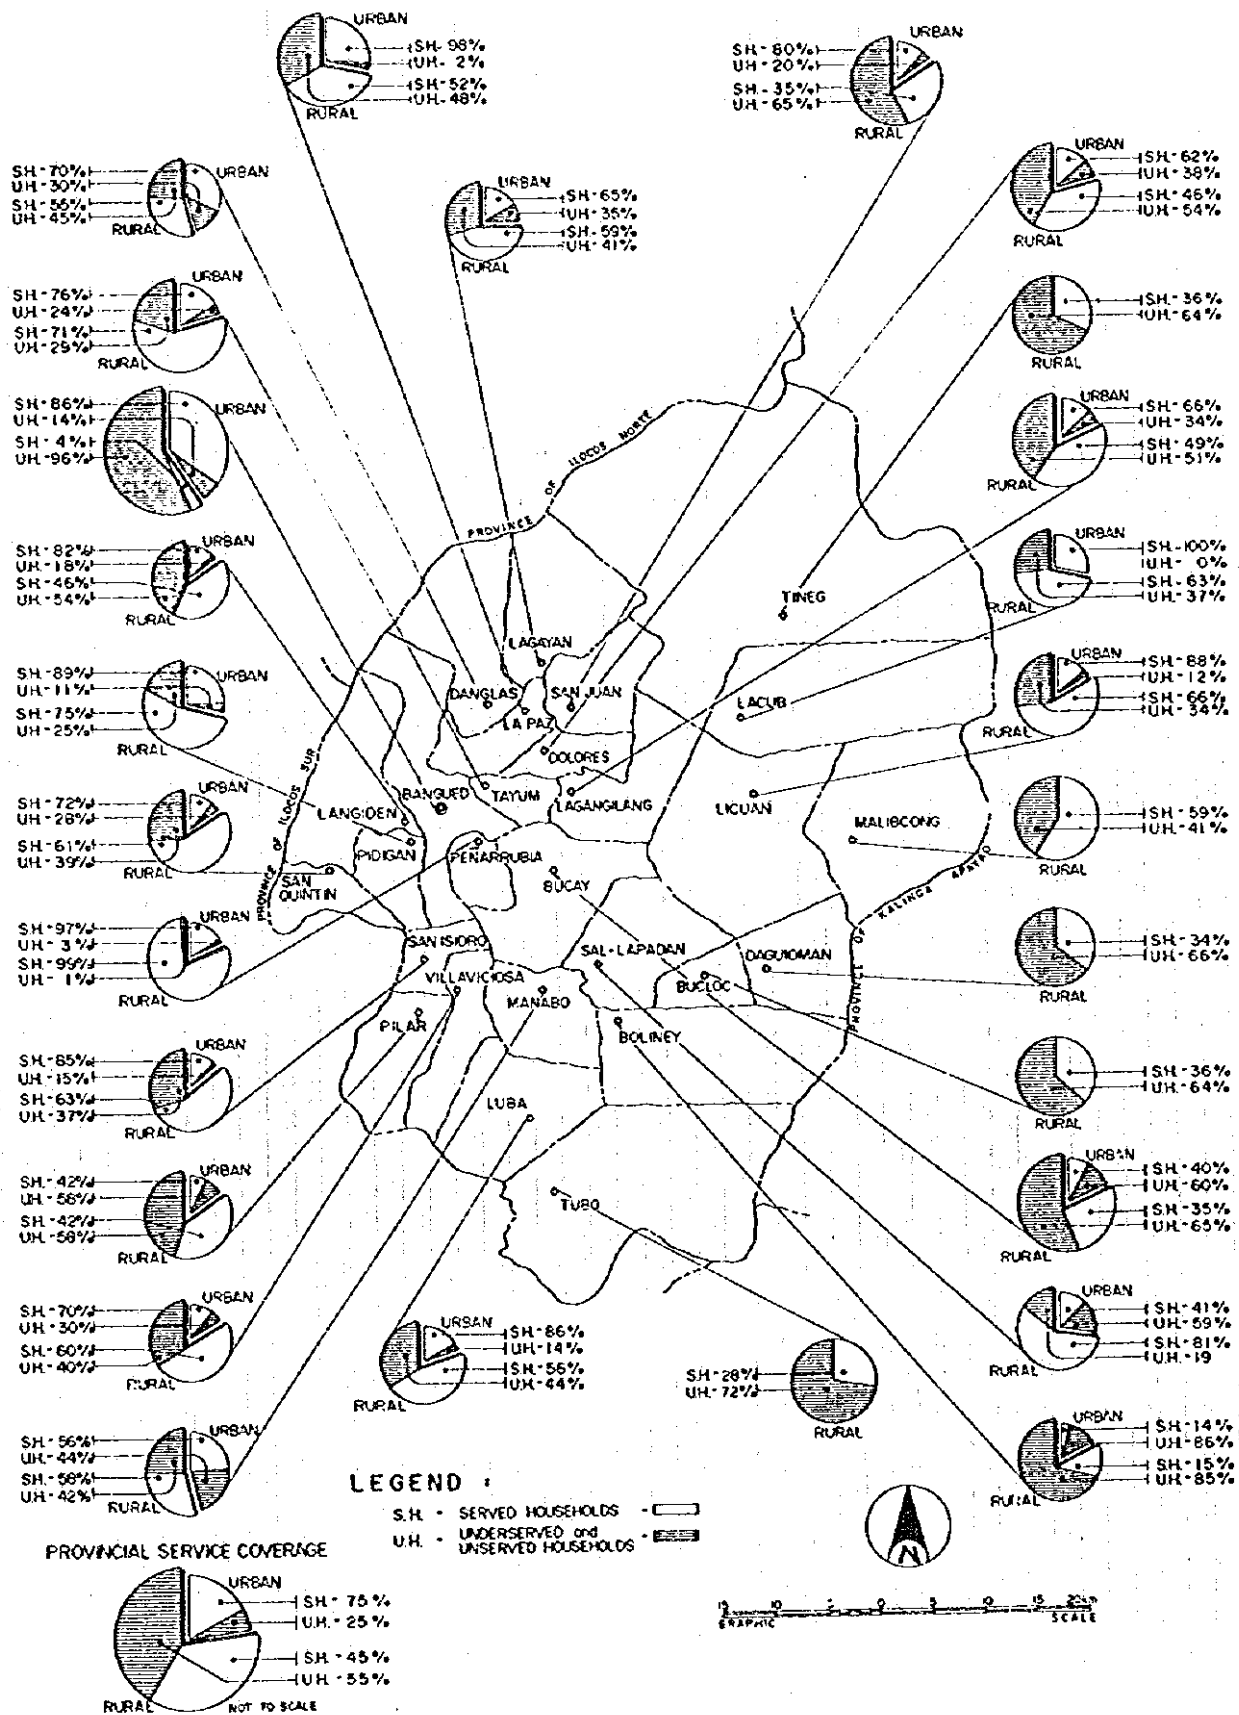 URBAN
SH.-98%
UH.- 2%
SH.-52%
UH.-48%
RURAL
SH.-80%
UH-20%
SH.-35%
UH.-65%
URBAN
RURAL
SH.-70%
UH-30%
UH.-45%
URBAN
RURAL
URBAN
SH.-65%
SH.-59%
UH.-41%
RURAL
URBAN
SH.-62%
UH.-38%
SH.-46%
UH.-54%
RURAL
SH.-76%
UH.-24%
SH.-71%
UH.-29%
URBAN
RURAL
SH.-36%
UH.-64%
RURAL
SH.-86%
UH.-14%
SH.- 4%
UH.-96%
URBAN
URBAN
SH.-66%
UH.-34%
SH.-49%
UH.-51%
RURAL
SH.-82%
UH.-18%
SH.-46%
UH.-54%
URBAN
RURAL
URBAN
SH.-100%
UH.- 0%
SH.-63%
UH.-37%
RURAL
SH.-89%
UH.-11%
SH.-75%
UH.-25%
URBAN
RURAL
URBAN
SH.-88%
UH.-12%
SH.-66%
UH.-34%
RURAL
SH.-72%
UH.-28%
SH.-61%
UH.-39%
URBAN
RURAL
SH.-59%
UH.-41%
RURAL
SH.-97%
UH.- 3%
SH.-99%
UH.- 1%
URBAN
RURAL
SH.-34%
UH.-66%
RURAL
SH.-85%
UH.-15%
SH.-63%
UH.-37%
URBAN
RURAL
SH.-36%
UH.-64%
RURAL
SH.-42%
UH.-58%
SH.-42%
UH.-58%
URBAN
RURAL
URBAN
SH.-40%
UH.-60%
SH.-35%
UH.-65%
RURAL
SH.-70%
UH.-30%
SH.-60%
UH.-40%
URBAN
RURAL
URBAN
SH.-86%
UH.-14%
SH.-56%
UH.-44%
RURAL
SH.-28%
UH.-72%
RURAL
URBAN
SH.-41%
UH.-59%
SH.-81%
UH.-19
SH.-56%
UH.-44%
SH.-58%
UH.-42%
URBAN
RURAL
URBAN
SH.-14%
UH.-86%
SH.-15%
UH.-85%
RURAL
PROVINCE OF ILOCOS NORTE
PROVINCE OF ILOCOS SUR
PROVINCE OF KALINGA APAYAO
TINEG
LAGAYAN
DANGLAS
SAN JUAN
LA PAZ
LACUB
DOLORES
BANGUED
TAYUM
LAGANGILANG
LICUAN
LANGIDEN
MALIBCONG
PIDIGAN
PENARRUBIA
SAN QUINTIN
BUCAY
SAN ISIDRO
SAL-LAPADAN
DAGUIOMAN
VILLAVICIOSA
BUCLOC
MANABO
PILAR
BOLINEY
LUBA
TUBO
LEGEND :
S.H. - SERVED HOUSEHOLDS -
U.H. - UNDERSERVED and UNSERVED HOUSEHOLDS -
N
GRAPHIC SCALE
PROVINCIAL SERVICE COVERAGE
URBAN
SH.-75%
UH.-25%
SH.-45%
UH.-55%
RURAL
NOT TO SCALE